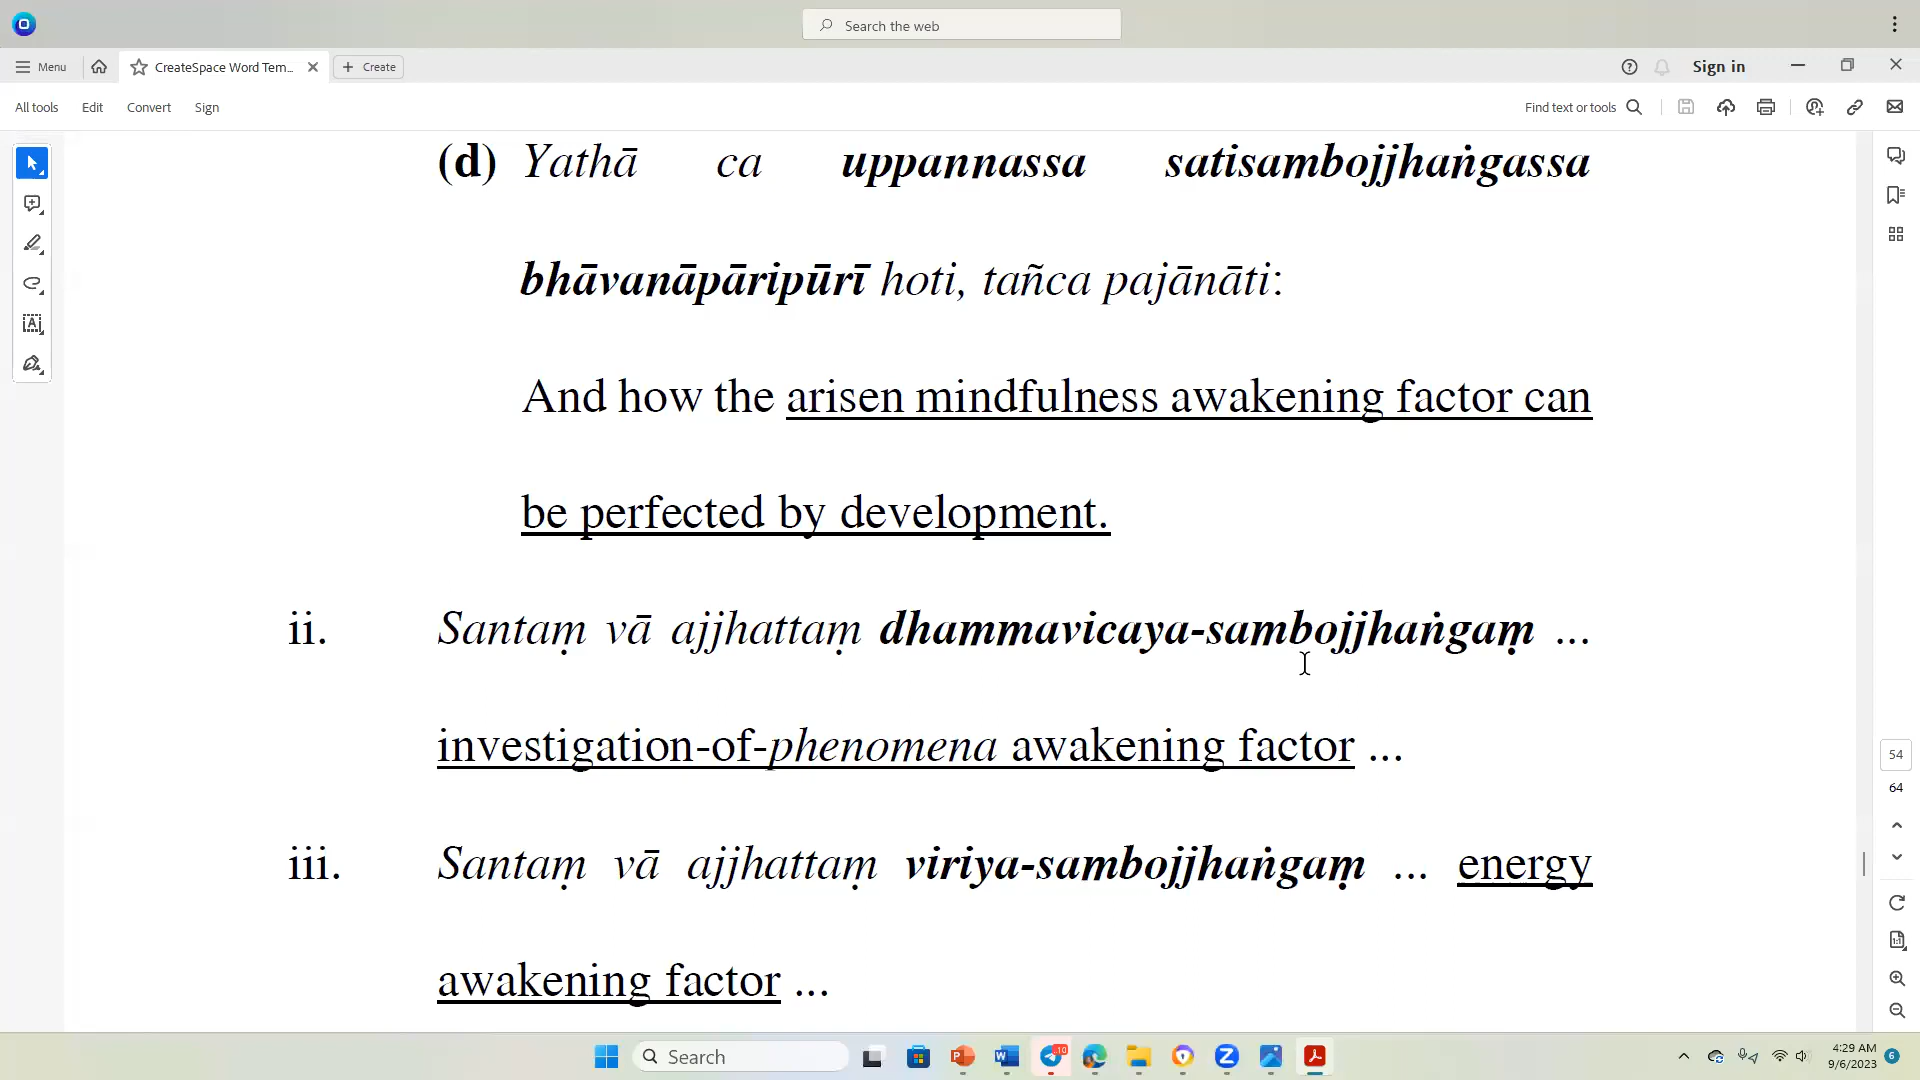 Search the web
Menu
CreateSpace Word Tem...
Create
Sign in
All tools Edit Convert Sign
Find text or tools
(d) Yathā ca uppannassa satisambojjhaṅgassa
bhāvanāpāripūrī hoti, tañca pajānāti:
And how the arisen mindfulness awakening factor can
be perfected by development.
ii. Santaṃ vā ajjhattaṃ dhammavicaya-sambojjhaṅgaṃ ...
investigation-of-phenomena awakening factor ...
iii. Santaṃ vā ajjhattaṃ viriya-sambojjhaṅgaṃ ... energy
awakening factor ...
54
64
Search
10
4:29 AM
9/6/2023
6